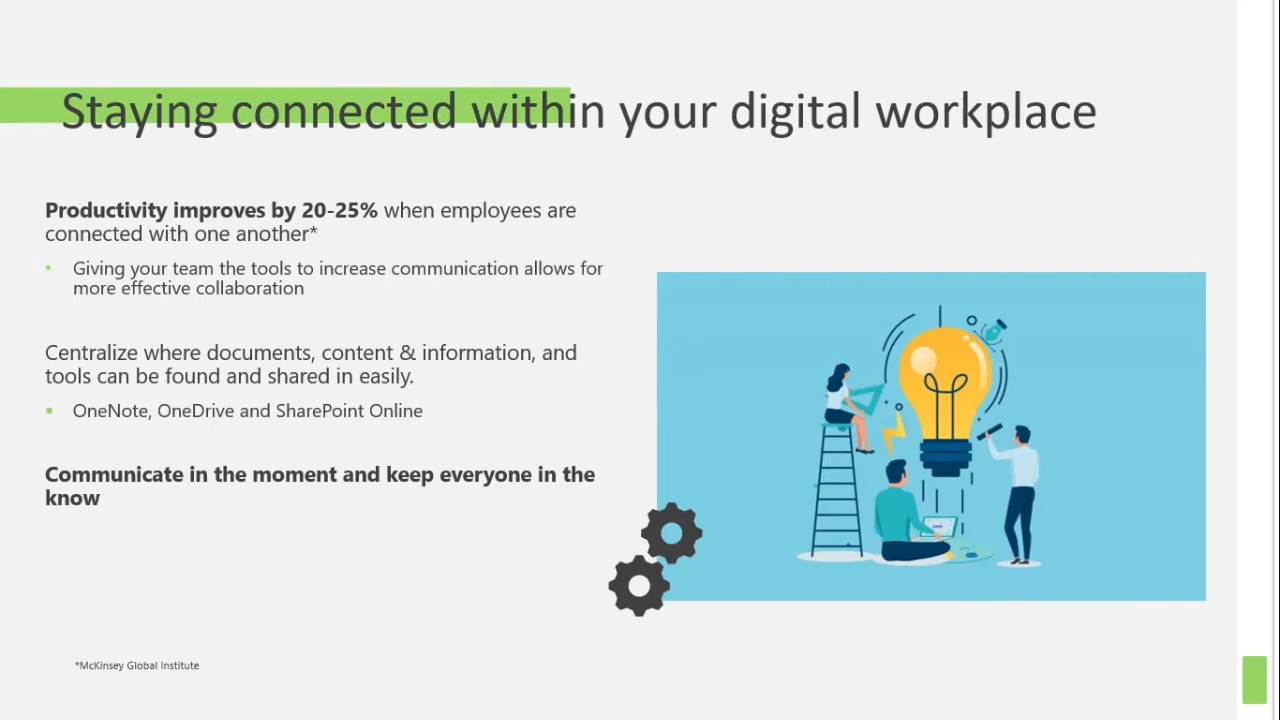 Staying connected within your digital workplace
Productivity improves by 20-25% when employees are
connected with one another*
• Giving your team the tools to increase communication allows for
more effective collaboration
Centralize where documents, content & information, and
tools can be found and shared in easily.
▪ OneNote, OneDrive and SharePoint Online
Communicate in the moment and keep everyone in the
know
*McKinsey Global Institute